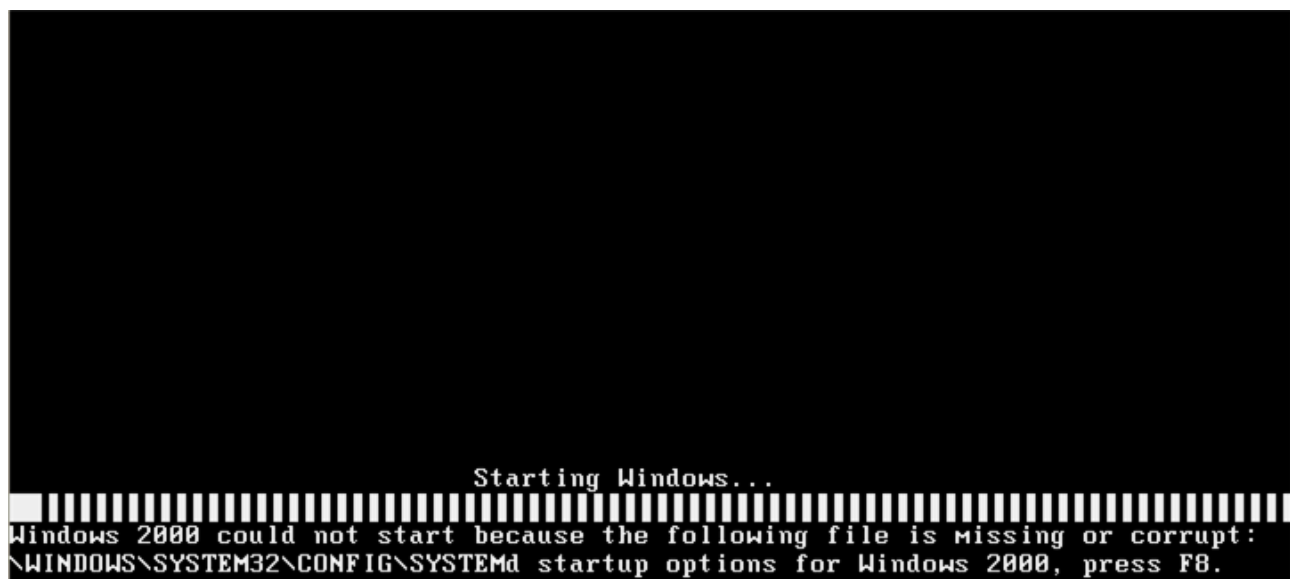 Starting Windows...
Windows 2000 could not start because the following file is missing or corrupt:
\WINDOWS\SYSTEM32\CONFIG\SYSTEMd startup options for Windows 2000, press F8.